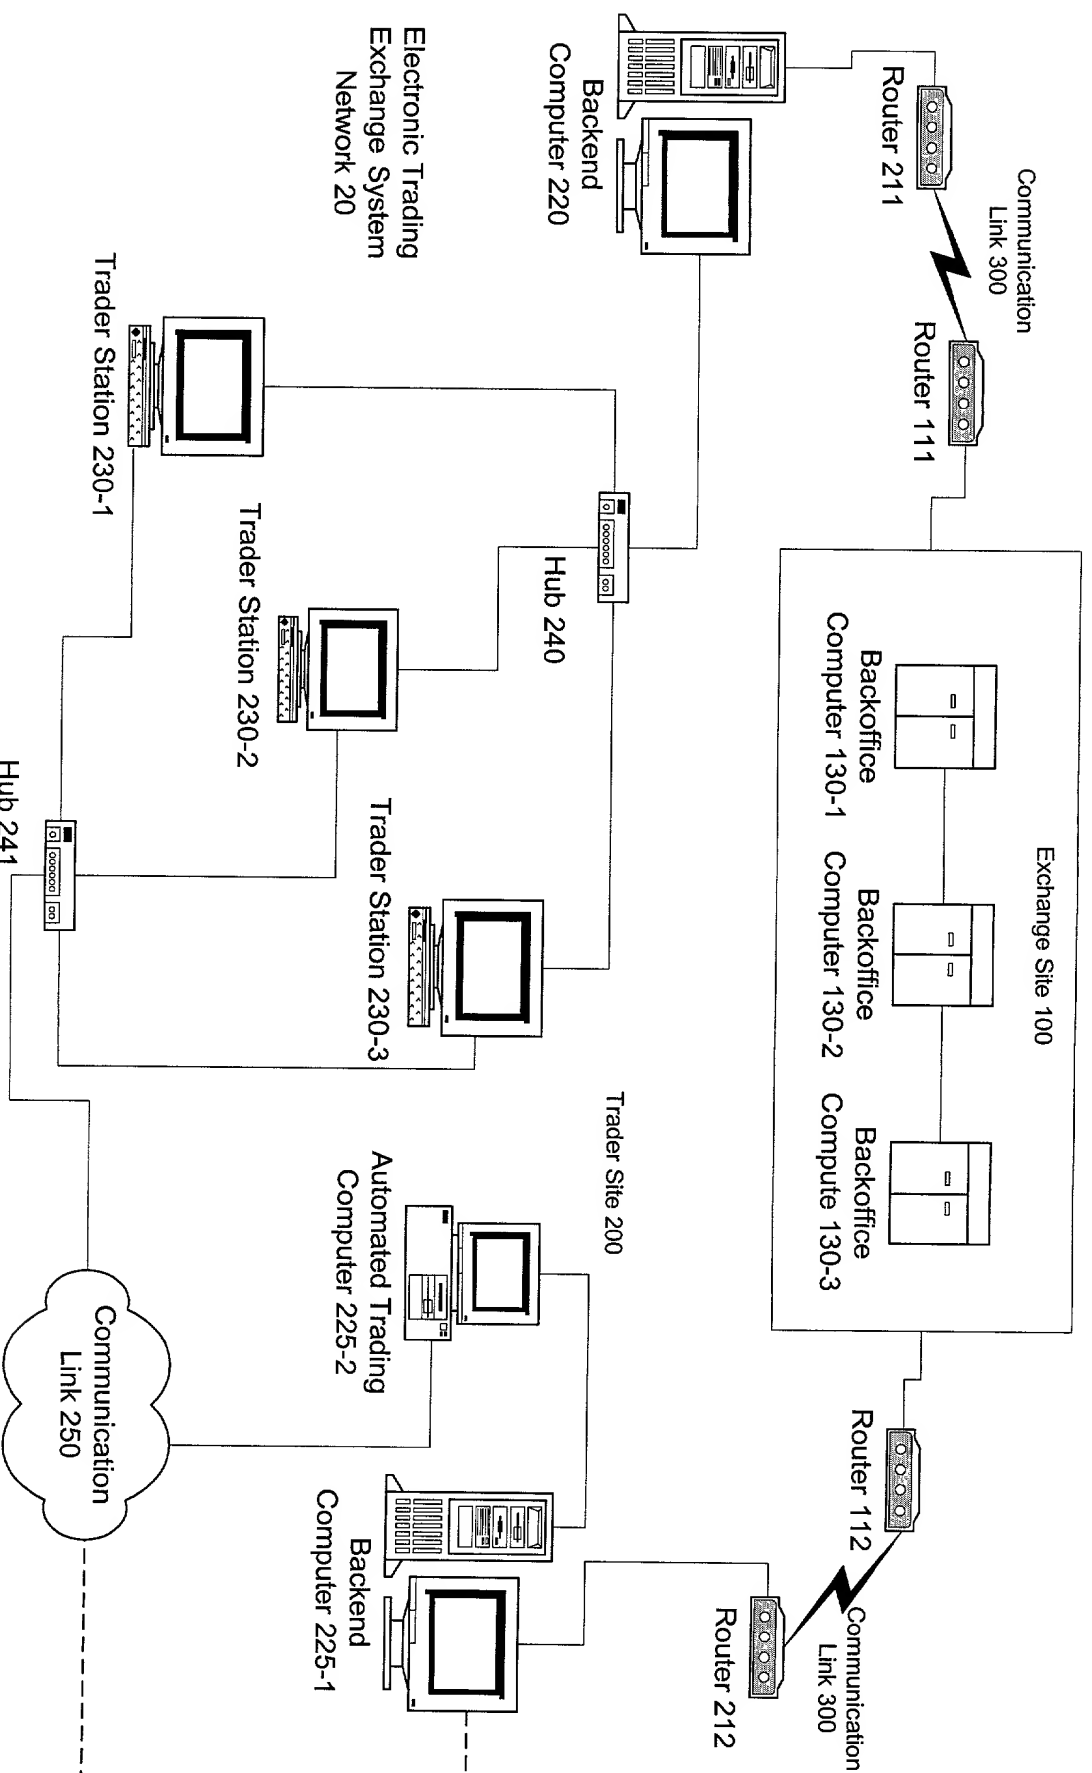 Exchange Site 100
Backoffice
Computer 130-1
Backoffice
Computer 130-2
Backoffice
Compute 130-3
Communication
Link 300
Router 211
Router 111
Router 112
Communication
Link 300
Router 212
Backend
Computer 220
Hub 240
Trader Site 200
Electronic Trading
Exchange System
Network 20
Trader Station 230-1
Trader Station 230-2
Trader Station 230-3
Automated Trading
Computer 225-2
Backend
Computer 225-1
Hub 241
Communication
Link 250